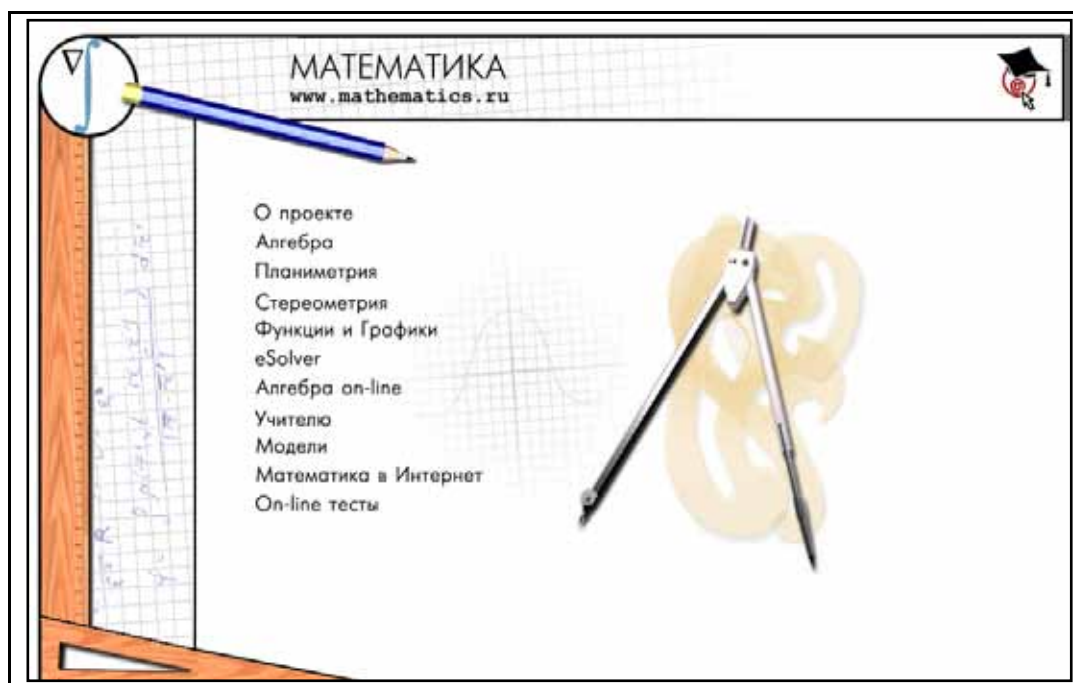 МАТЕМАТИКА
www.mathematics.ru
О проекте
Алгебра
Планиметрия
Стереометрия
Функции и Графики
eSolver
Алгебра on-line
Учителю
Модели
Математика в Интернет
On-line тесты